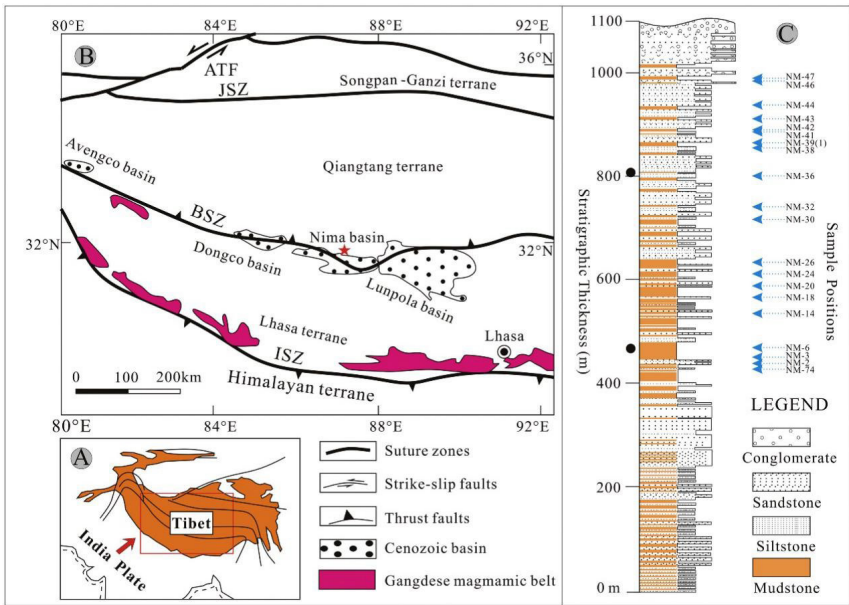 80°E
84°E
88°E
92°E
B
36°N
ATF
JSZ
Songpan -Ganzi terrane
Avengco basin
Qiangtang terrane
BSZ
32°N
Nima basin
32°N
Dongco basin
Lunpola basin
Lhasa terrane
Lhasa
ISZ
Himalayan terrane
0 100 200km
80°E
84°E
88°E
92°E
A
Tibet
India Plate
Suture zones
Strike-slip faults
Thrust faults
Cenozoic basin
Gangdese magmamic belt
C
1100
1000
800
600
400
200
0 m
Stratigraphic Thickness (m)
NM-47
NM-46
NM-44
NM-43
NM-42
NM-41
NM-39(1)
NM-38
NM-36
NM-32
NM-30
NM-26
NM-24
NM-20
NM-18
NM-14
NM-6
NM-3
NM-2
NM-74
Sample Positions
LEGEND
Conglomerate
Sandstone
Siltstone
Mudstone